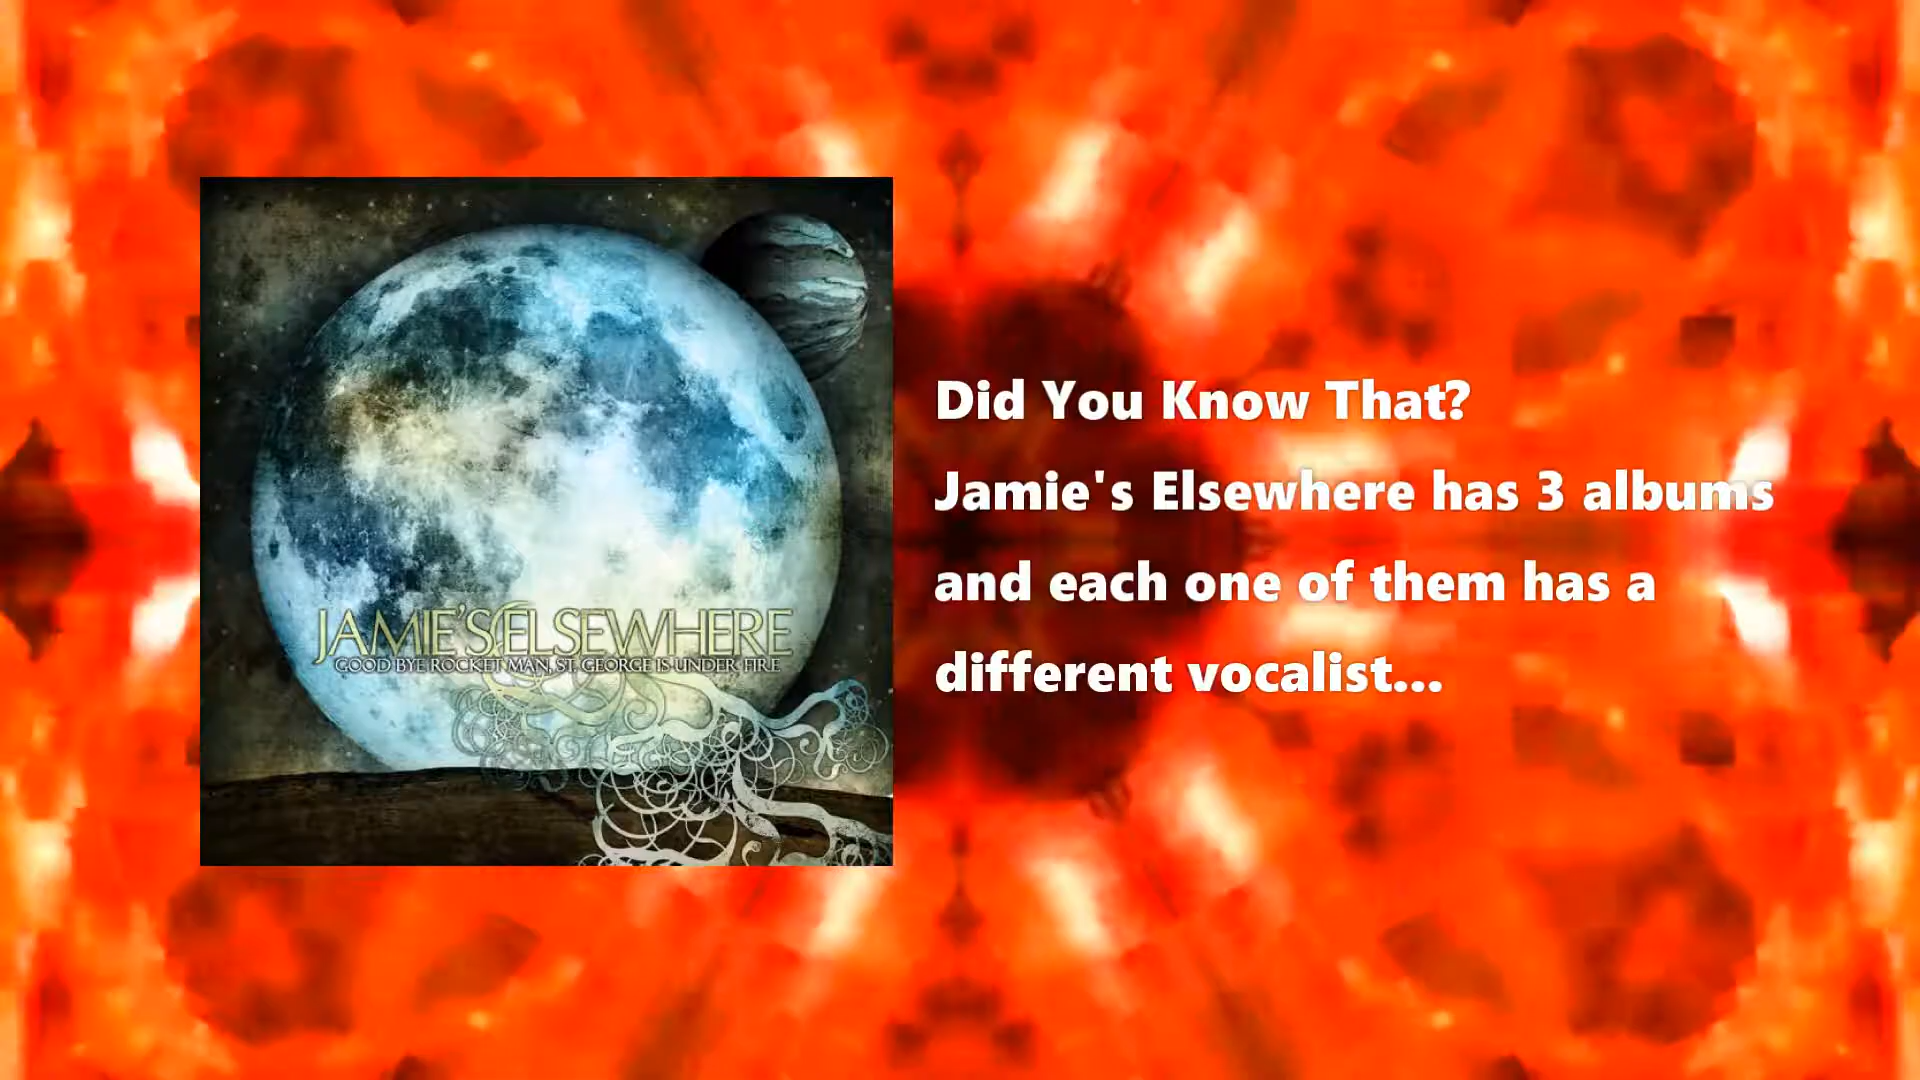 JAMIE'S ELSEWHERE
GOOD BYE ROCKET MAN, ST. GEORGE IS UNDER FIRE
Did You Know That?
Jamie's Elsewhere has 3 albums
and each one of them has a
different vocalist...